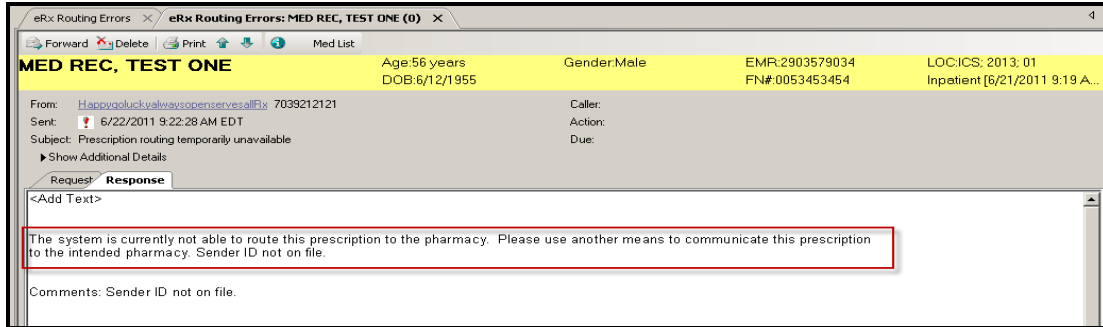 eRx Routing Errors × eRx Routing Errors: MED REC, TEST ONE (0) ×
Forward Delete Print Med List
MED REC, TEST ONE Age:56 years Gender:Male EMR:2903579034 LOC:ICS; 2013; 01
DOB:6/12/1955 FN#:0053453454 Inpatient [6/21/2011 9:19 A...
From: HappygoluckyalwaysopenservesallRx 7039212121 Caller:
Sent: 6/22/2011 9:22:28 AM EDT Action:
Subject: Prescription routing temporarily unavailable Due:
Show Additional Details
Request Response
<Add Text>
The system is currently not able to route this prescription to the pharmacy. Please use another means to communicate this prescription
to the intended pharmacy. Sender ID not on file.
Comments: Sender ID not on file.